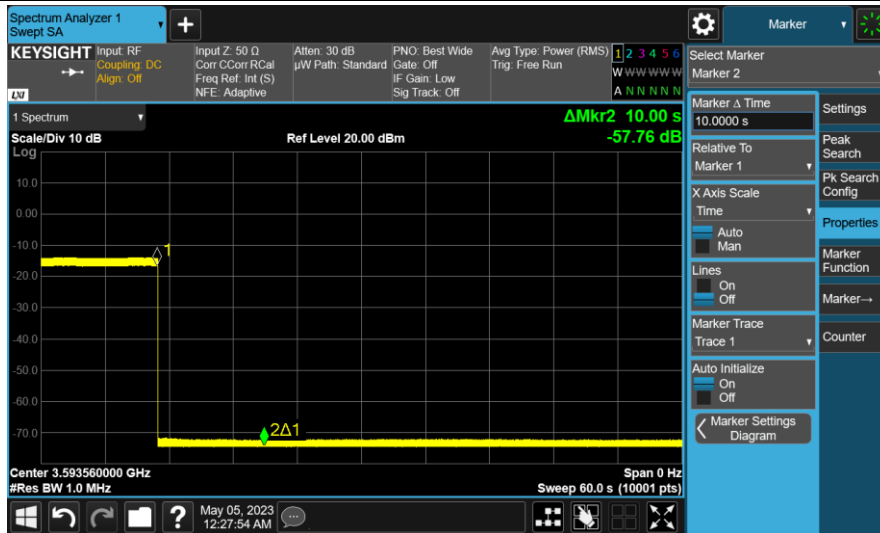 Spectrum Analyzer 1
Swept SA
Marker
KEYSIGHT
LXI
Input: RF
Coupling: DC
Align: Off
Input Z: 50 Ω
Corr CCorr RCal
Freq Ref: Int (S)
NFE: Adaptive
Atten: 30 dB
µW Path: Standard
PNO: Best Wide
Gate: Off
IF Gain: Low
Sig Track: Off
Avg Type: Power (RMS)
Trig: Free Run
1 2 3 4 5 6
W W W W W W
A N N N N N
Select Marker
Marker 2
1 Spectrum
ΔMkr2 10.00 s
-57.76 dB
Scale/Div 10 dB
Ref Level 20.00 dBm
Log
10.0
0.00
-10.0
-20.0
-30.0
-40.0
-50.0
-60.0
-70.0
1
2Δ1
Center 3.593560000 GHz
#Res BW 1.0 MHz
Span 0 Hz
Sweep 60.0 s (10001 pts)
May 05, 2023
12:27:54 AM
Marker Δ Time
10.0000 s
Relative To
Marker 1
X Axis Scale
Time
Auto
Man
Lines
On
Off
Marker Trace
Trace 1
Auto Initialize
On
Off
Marker Settings
Diagram
Settings
Peak
Search
Pk Search
Config
Properties
Marker
Function
Marker→
Counter